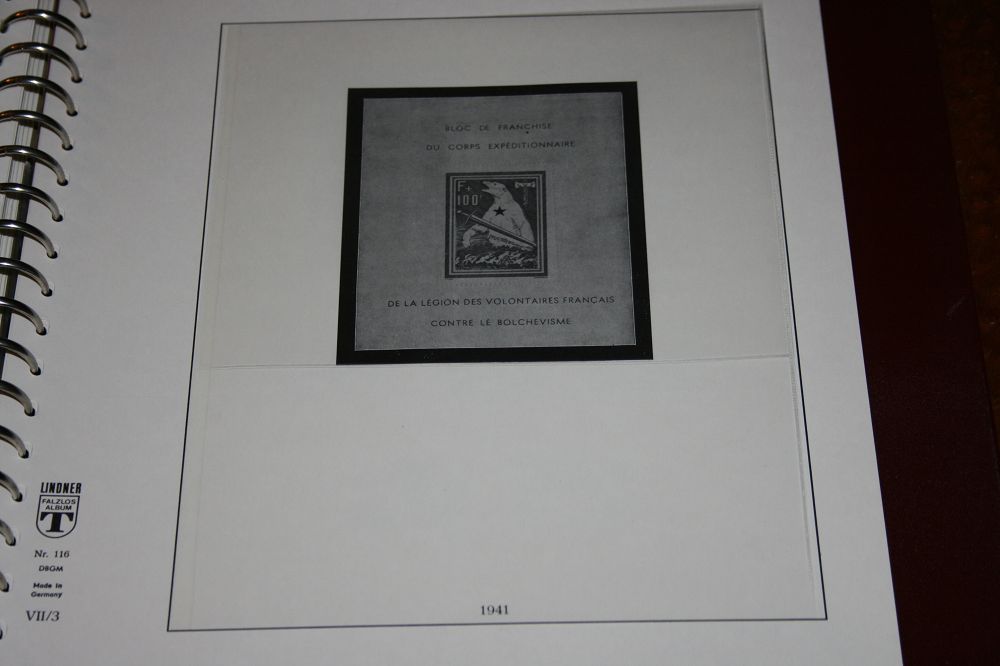 BLOC DE FRANCHISE
DU CORPS EXPÉDITIONNAIRE
F +
100F
DE LA LÉGION DES VOLONTAIRES FRANÇAIS
CONTRE LE BOLCHEVISME
LINDNER
FALZLOS
ALBUM
T
Nr. 116
DBGM
Made in
Germany
VII/3
1941